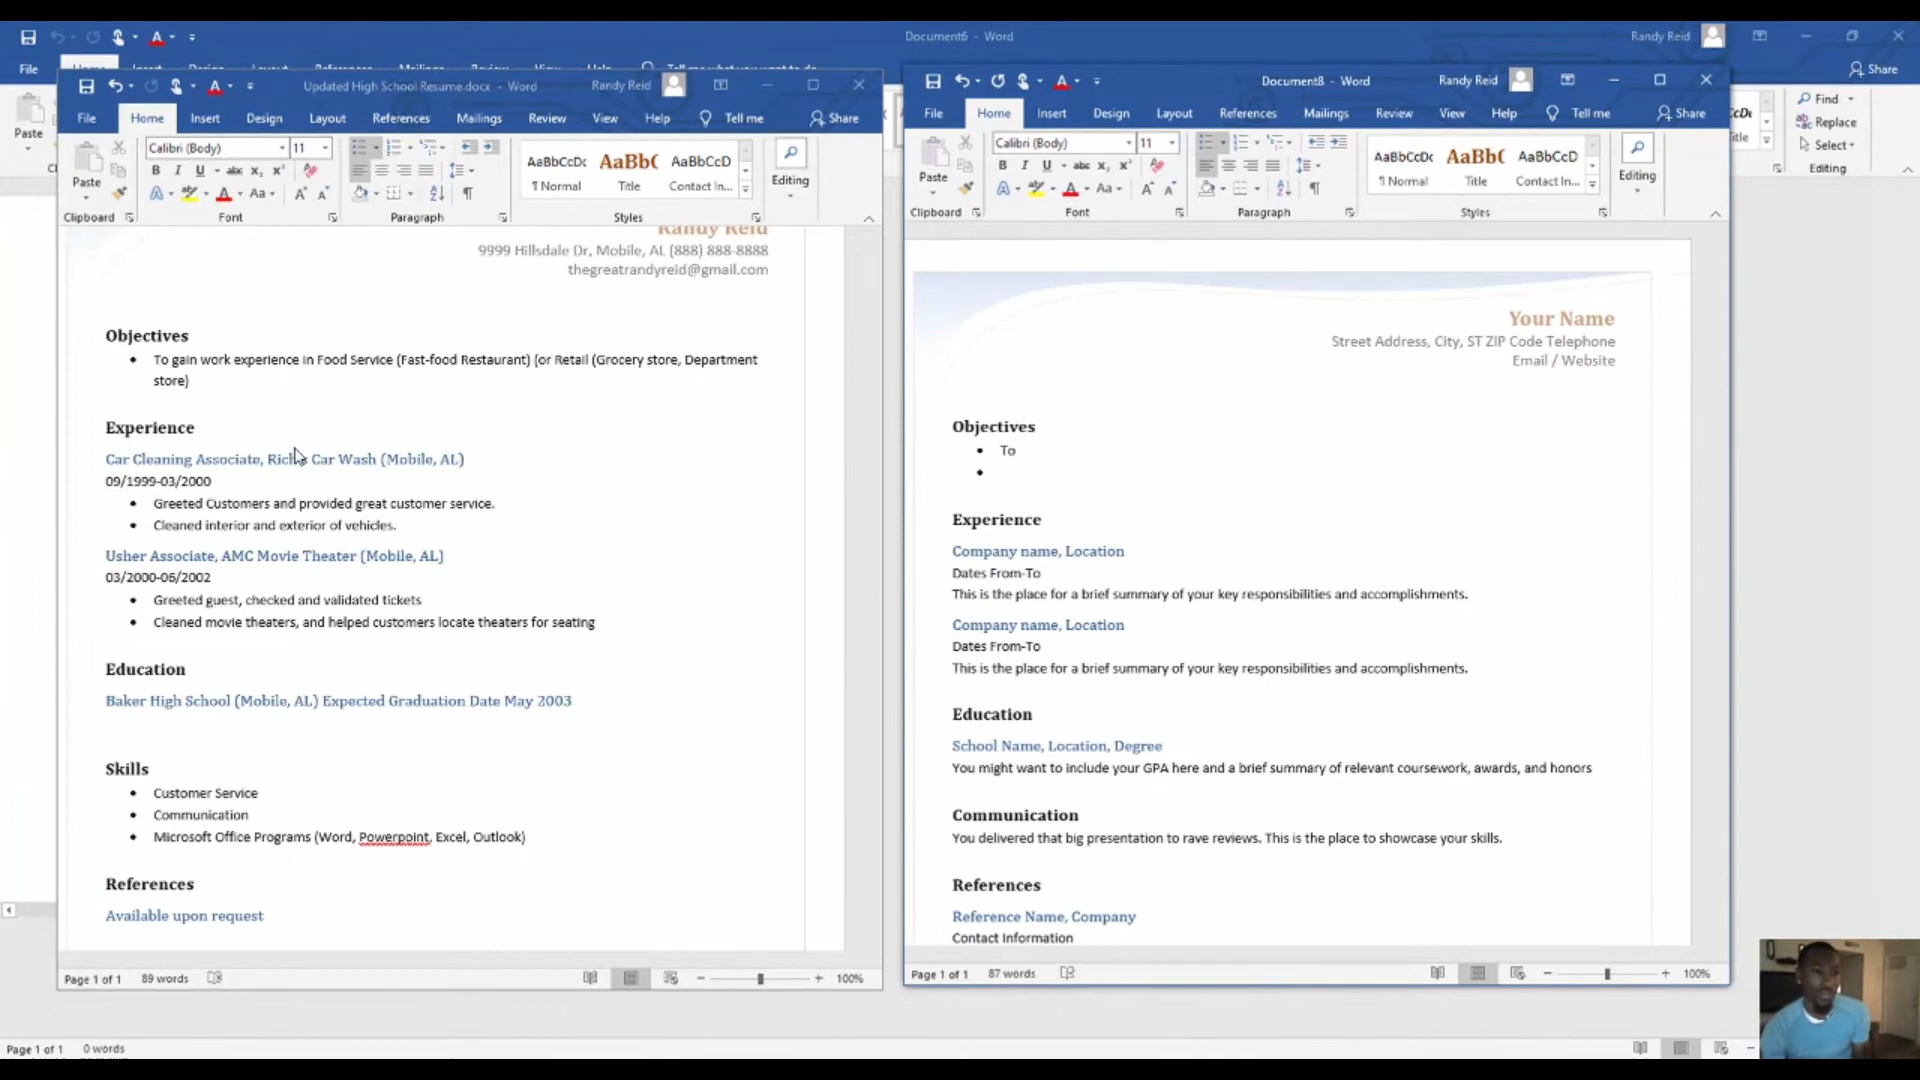 Document6 - Word
Randy Reid
File
Share
Paste
Find
Replace
Select
Editing
Updated High School Resume.docx - Word
Randy Reid
File Home Insert Design Layout References Mailings Review View Help Tell me Share
Paste
Calibri (Body) 11
AaBbCcDc AaBb( AaBbCcD
¶ Normal Title Contact In...
Editing
Clipboard Font Paragraph Styles
Randy Reid
9999 Hillsdale Dr, Mobile, AL (888) 888-8888
thegreatrandyreid@gmail.com
Objectives
• To gain work experience in Food Service (Fast-food Restaurant) (or Retail (Grocery store, Department
store)
Experience
Car Cleaning Associate, Car Wash (Mobile, AL)
09/1999-03/2000
• Greeted Customers and provided great customer service.
• Cleaned interior and exterior of vehicles.
Usher Associate, AMC Movie Theater (Mobile, AL)
03/2000-06/2002
• Greeted guest, checked and validated tickets
• Cleaned movie theaters, and helped customers locate theaters for seating
Education
Baker High School (Mobile, AL) Expected Graduation Date May 2003
Skills
• Customer Service
• Communication
• Microsoft Office Programs (Word, Powerpoint, Excel, Outlook)
References
Available upon request
Page 1 of 1 89 words
100%
Document8 - Word
Randy Reid
File Home Insert Design Layout References Mailings Review View Help Tell me Share
Paste
Calibri (Body) 11
AaBbCcDc AaBb( AaBbCcD
¶ Normal Title Contact In...
Editing
Clipboard Font Paragraph Styles
Your Name
Street Address, City, ST ZIP Code Telephone
Email / Website
Objectives
• To
•
Experience
Company name, Location
Dates From-To
This is the place for a brief summary of your key responsibilities and accomplishments.
Company name, Location
Dates From-To
This is the place for a brief summary of your key responsibilities and accomplishments.
Education
School Name, Location, Degree
You might want to include your GPA here and a brief summary of relevant coursework, awards, and honors
Communication
You delivered that big presentation to rave reviews. This is the place to showcase your skills.
References
Reference Name, Company
Contact Information
Page 1 of 1 87 words
100%
Page 1 of 1 0 words